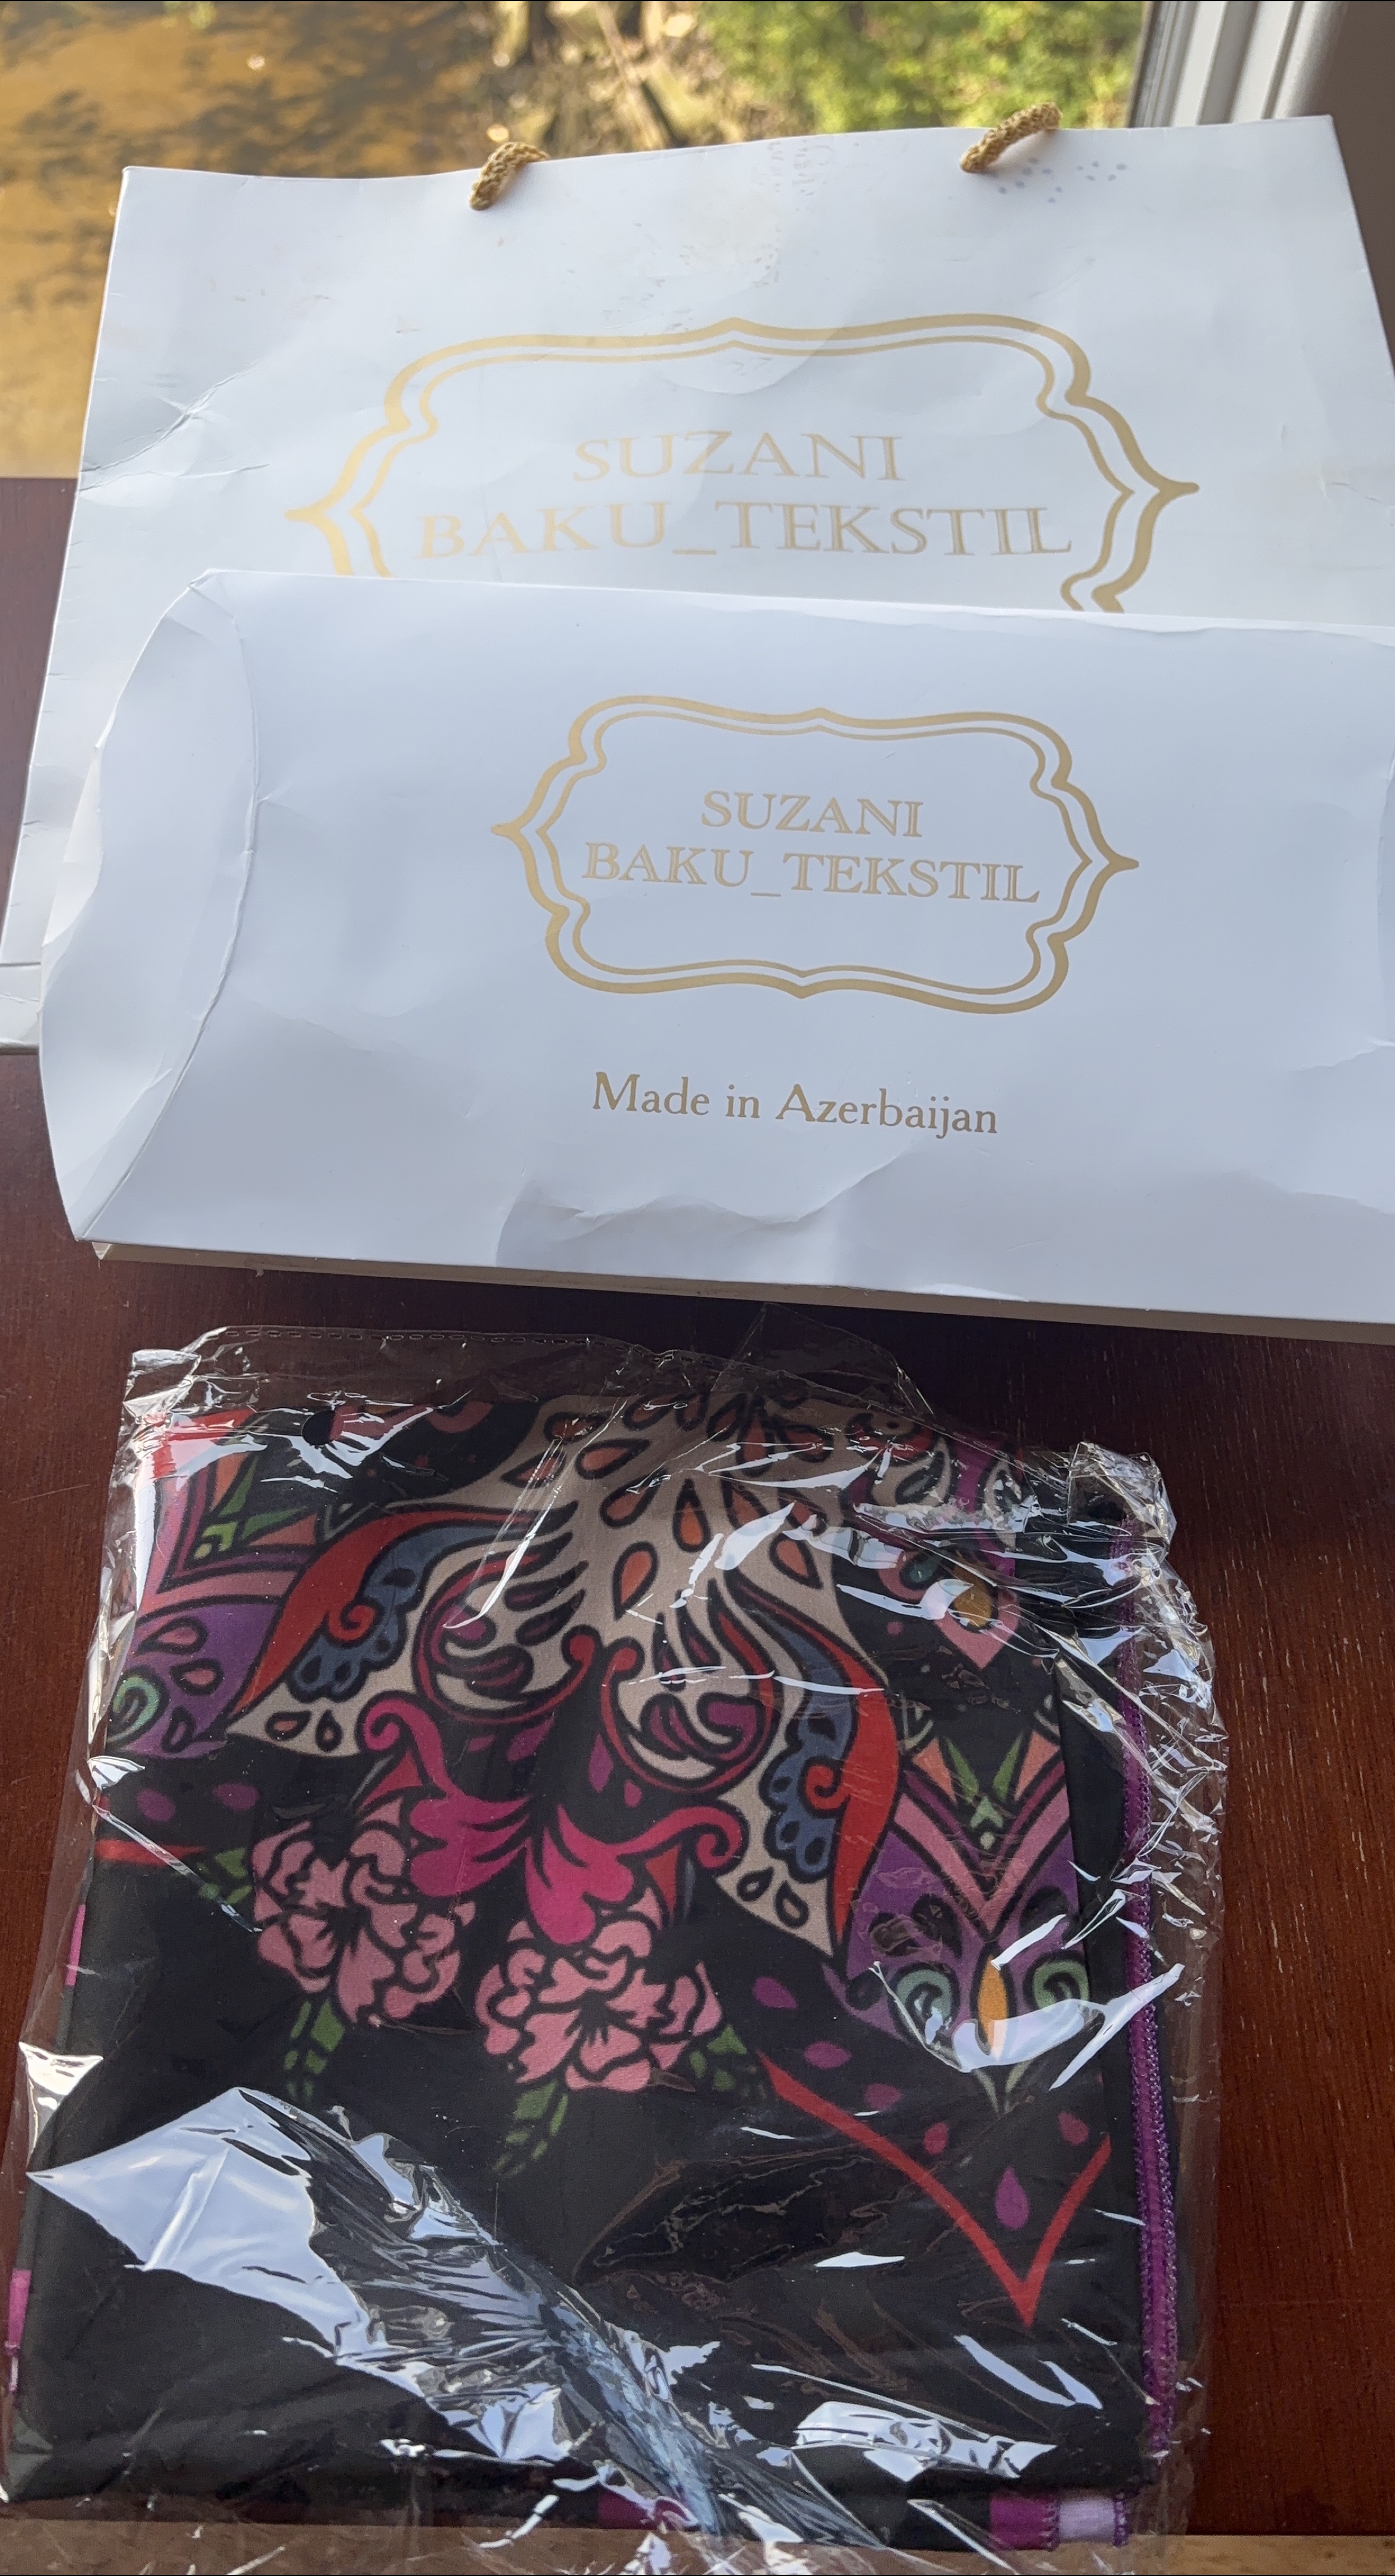 SUZANI
BAKU_TEKSTIL
SUZANI
BAKU_TEKSTIL
Made in Azerbaijan